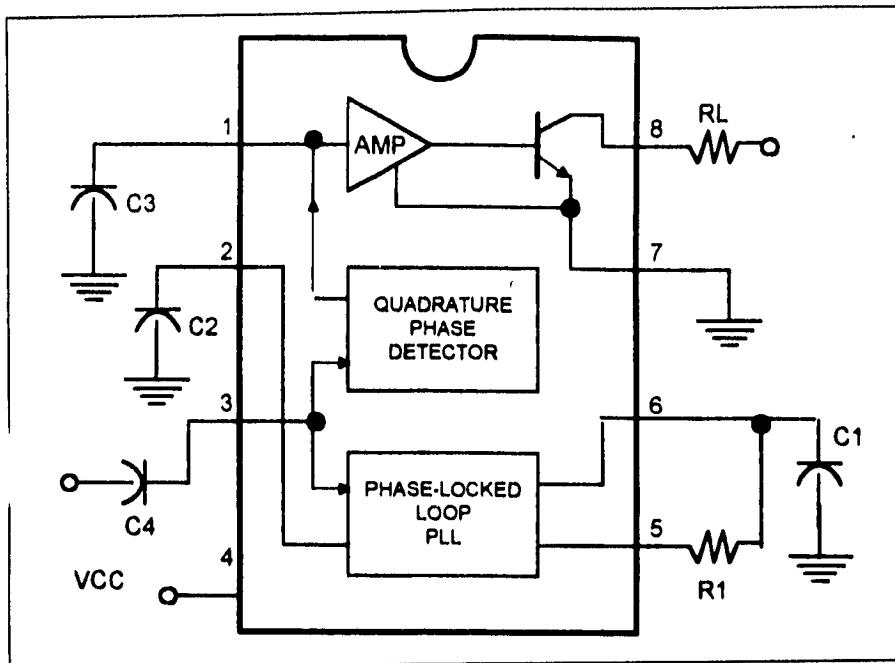 1
AMP
8
RL
C3
2
7
C2
QUADRATURE
PHASE
DETECTOR
3
6
C1
C4
PHASE-LOCKED
LOOP
PLL
4
5
VCC
R1